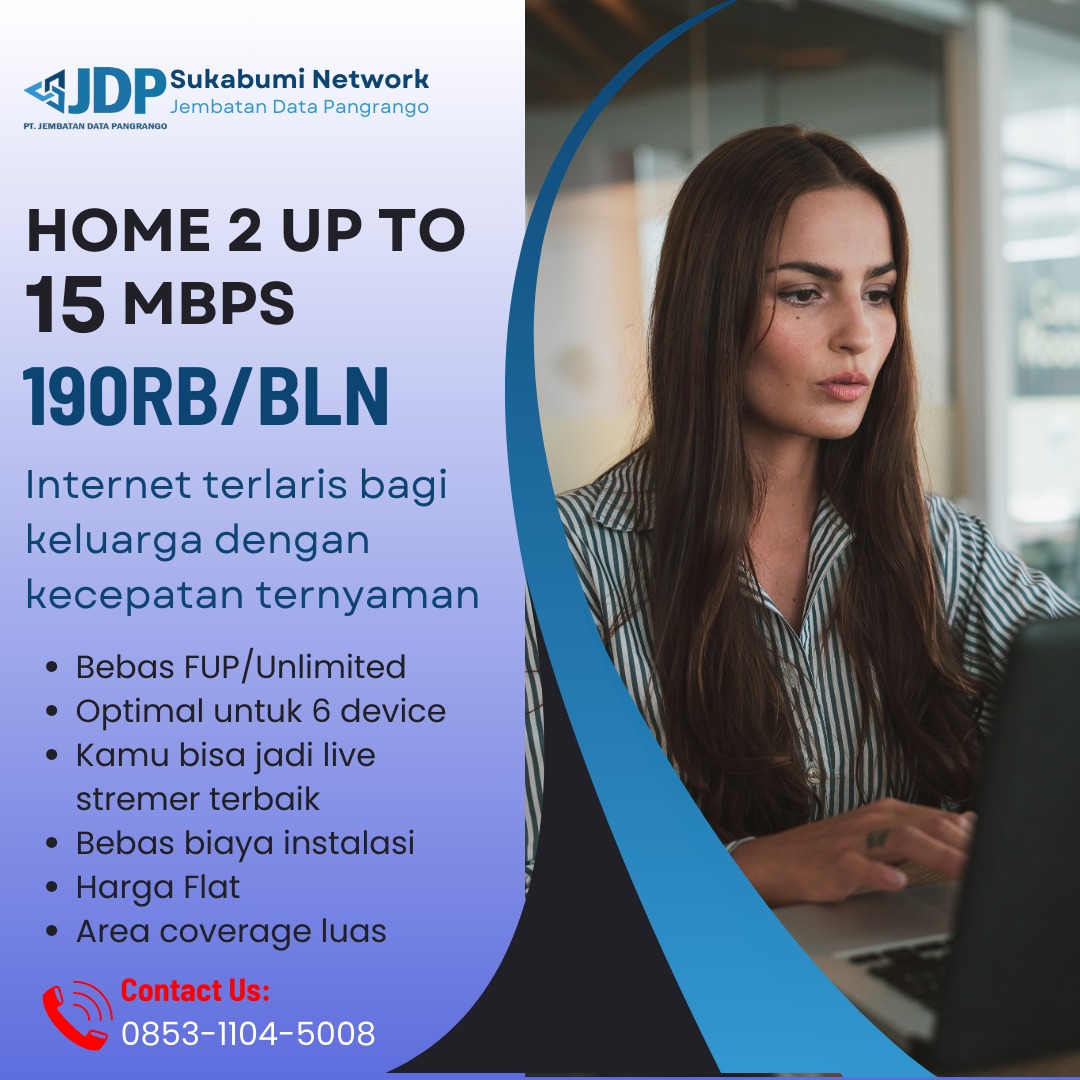 JDP
PT. JEMBATAN DATA PANGRANGO
Sukabumi Network
Jembatan Data Pangrango
HOME 2 UP TO
15 MBPS
190RB/BLN
Internet terlaris bagi
keluarga dengan
kecepatan ternyaman
• Bebas FUP/Unlimited
• Optimal untuk 6 device
• Kamu bisa jadi live
stremer terbaik
• Bebas biaya instalasi
• Harga Flat
• Area coverage luas
Contact Us:
0853-1104-5008